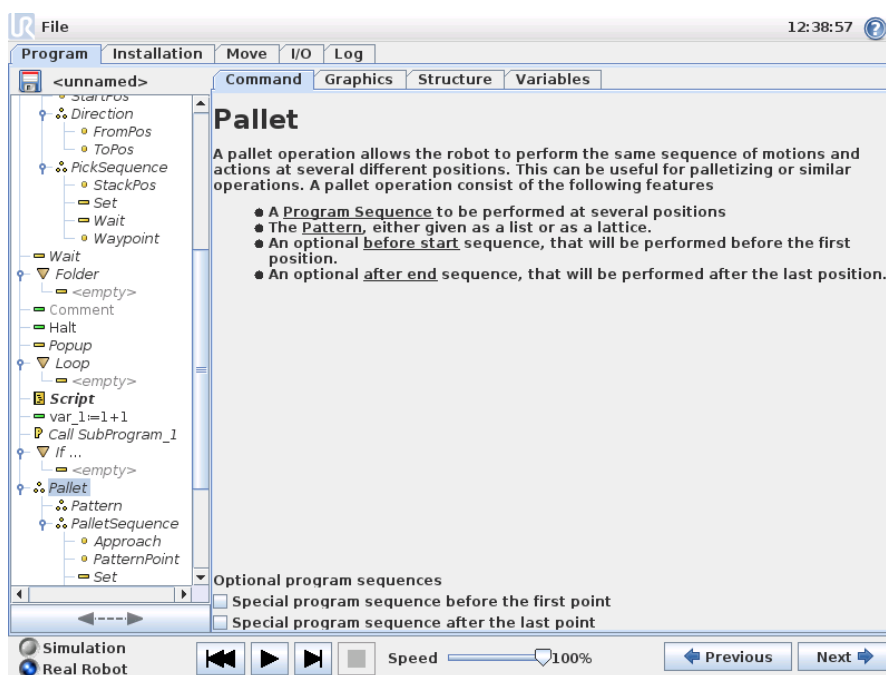 UR File 12:38:57 ?
Program Installation Move I/O Log
<unnamed>
Command Graphics Structure Variables
StartPos
Direction
FromPos
ToPos
PickSequence
StackPos
Set
Wait
Waypoint
Wait
Folder
<empty>
Comment
Halt
Popup
Loop
<empty>
Script
var_1:=1+1
Call SubProgram_1
If ...
<empty>
Pallet
Pattern
PalletSequence
Approach
PatternPoint
Set
Pallet
A pallet operation allows the robot to perform the same sequence of motions and
actions at several different positions. This can be useful for palletizing or similar
operations. A pallet operation consist of the following features
A Program Sequence to be performed at several positions
The Pattern, either given as a list or as a lattice.
An optional before start sequence, that will be performed before the first
position.
An optional after end sequence, that will be performed after the last position.
Optional program sequences
Special program sequence before the first point
Special program sequence after the last point
Simulation
Real Robot
Speed 100%
Previous Next